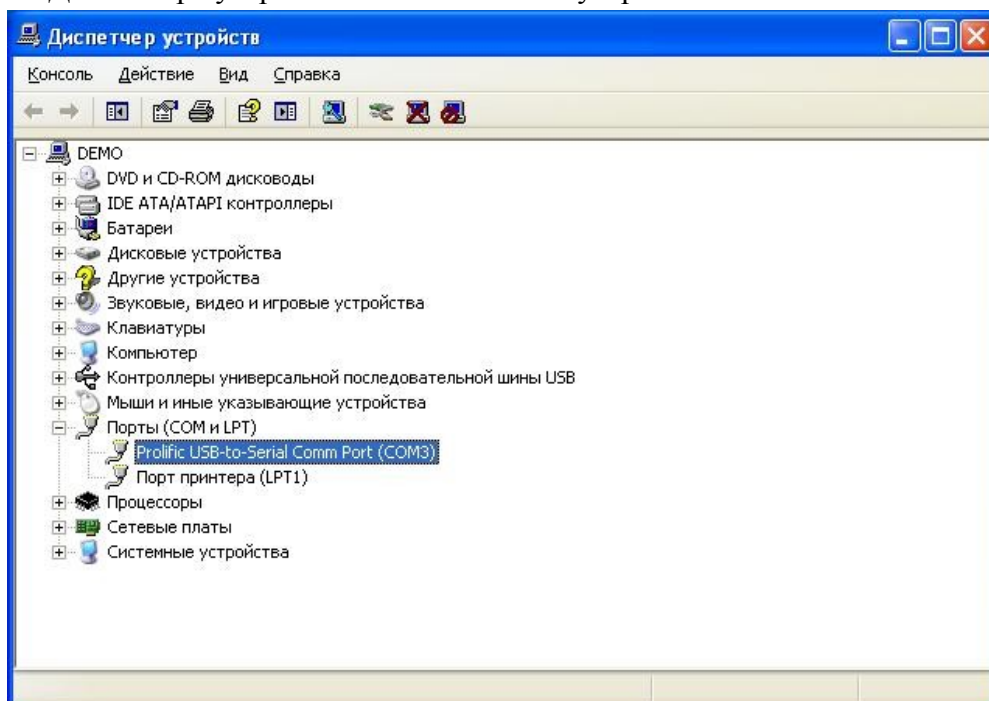 Диспетчер устройств
Консоль Действие Вид Справка
DEMO
DVD и CD-ROM дисководы
IDE ATA/ATAPI контроллеры
Батареи
Дисковые устройства
Другие устройства
Звуковые, видео и игровые устройства
Клавиатуры
Компьютер
Контроллеры универсальной последовательной шины USB
Мыши и иные указывающие устройства
Порты (COM и LPT)
Prolific USB-to-Serial Comm Port (COM3)
Порт принтера (LPT1)
Процессоры
Сетевые платы
Системные устройства